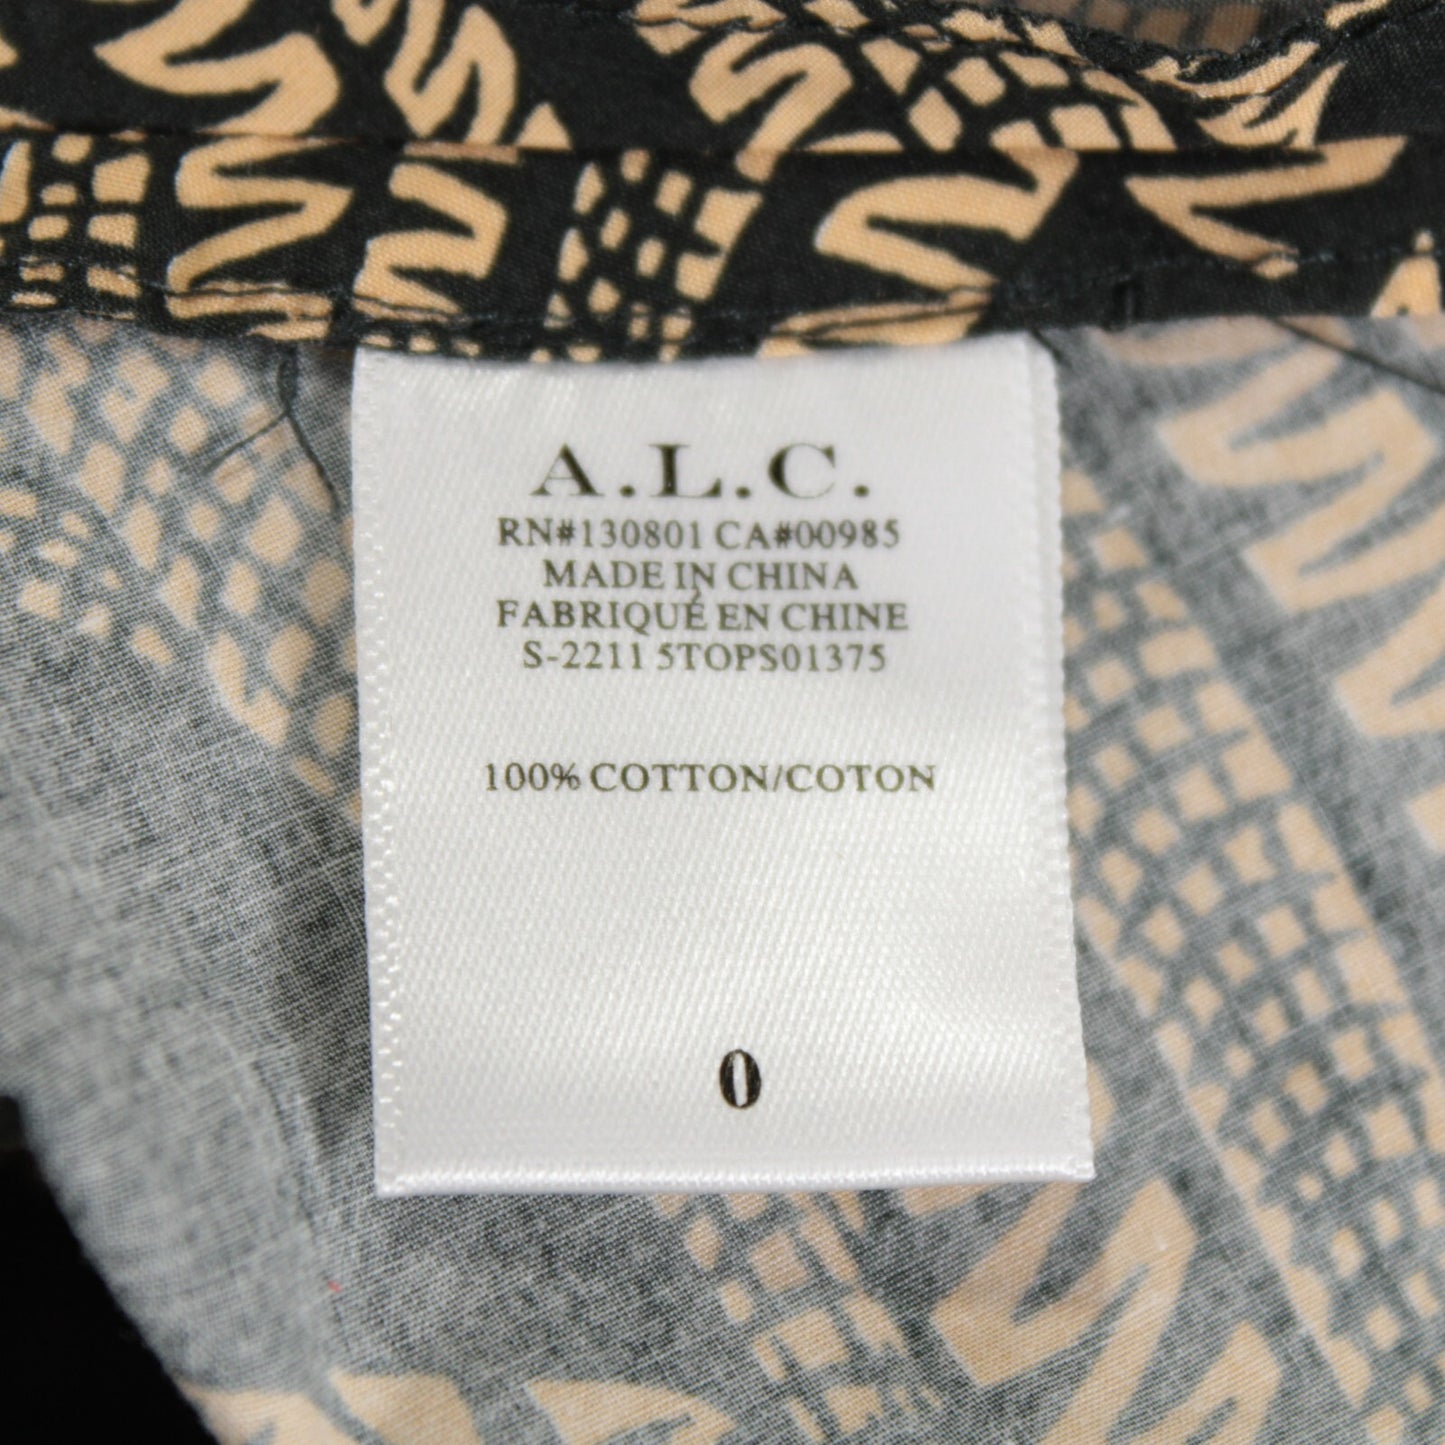 A.L.C.
RN#130801 CA#00985
MADE IN CHINA
FABRIQUÉ EN CHINE
S-2211 5TOPS01375
100% COTTON/COTON
0